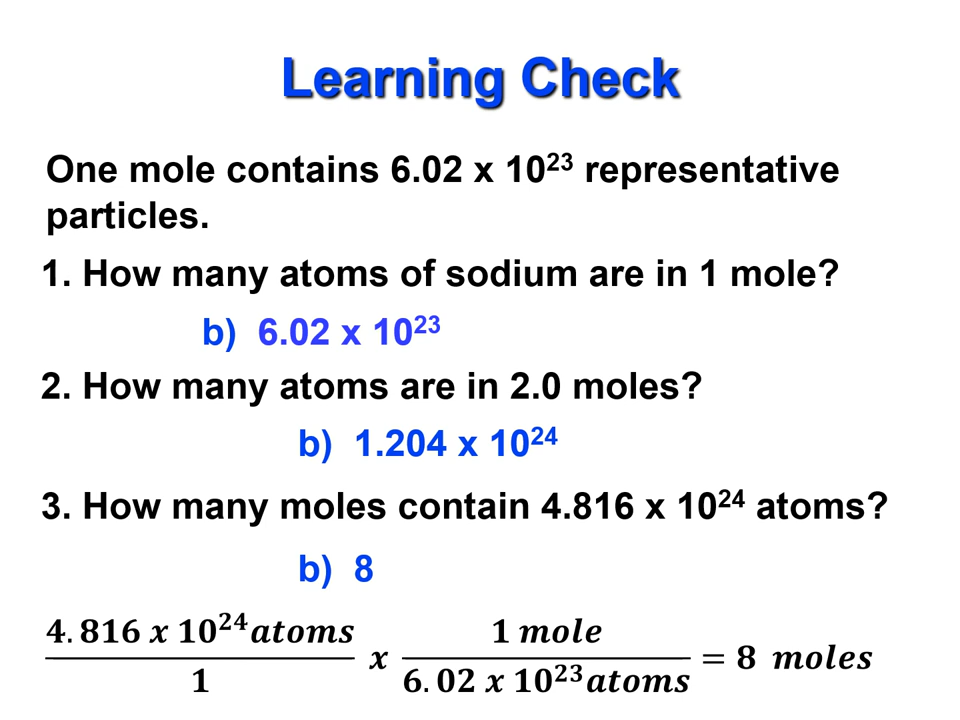 Learning Check
One mole contains 6.02 x 10²³ representative
particles.
1. How many atoms of sodium are in 1 mole?
b) 6.02 x 10²³
2. How many atoms are in 2.0 moles?
b) 1.204 x 10²⁴
3. How many moles contain 4.816 x 10²⁴ atoms?
b) 8
4.816 x 10²⁴atoms / 1 x 1 mole / 6.02 x 10²³atoms = 8 moles